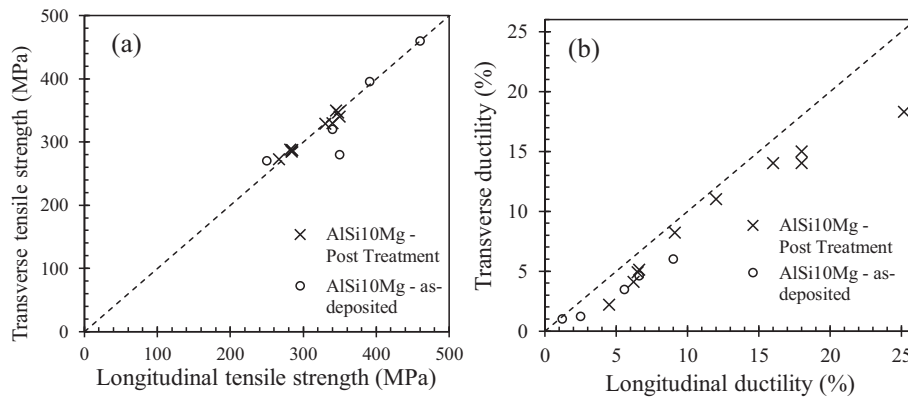 (a)
Transverse tensile strength (MPa)
500
400
300
200
100
0
0 100 200 300 400 500
Longitudinal tensile strength (MPa)
AlSi10Mg -
Post Treatment
AlSi10Mg - as-
deposited
(b)
Transverse ductility (%)
25
20
15
10
5
0
0 5 10 15 20 25
Longitudinal ductility (%)
AlSi10Mg -
Post Treatment
AlSi10Mg - as-
deposited